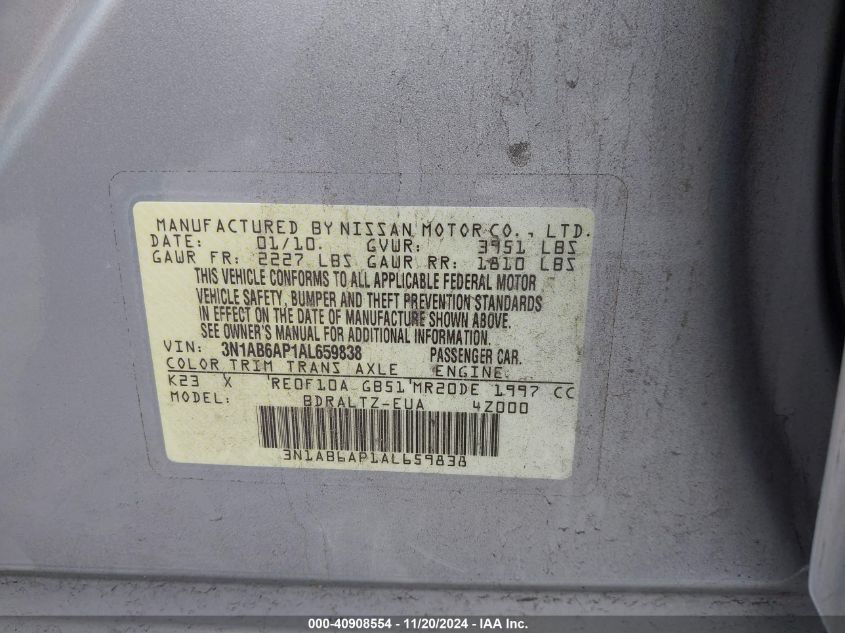 MANUFACTURED BY NISSAN MOTOR CO., LTD.
DATE: 01/10 GVWR: 3951 LBS
GAWR FR: 2227 LBS GAWR RR: 1810 LBS
THIS VEHICLE CONFORMS TO ALL APPLICABLE FEDERAL MOTOR
VEHICLE SAFETY, BUMPER AND THEFT PREVENTION STANDARDS
IN EFFECT ON THE DATE OF MANUFACTURE SHOWN ABOVE.
SEE OWNER'S MANUAL FOR ADDITIONAL INFORMATION.
VIN: 3N1AB6AP1AL659838 PASSENGER CAR.
COLOR TRIM TRANS AXLE ENGINE
K23 X RE0F10A GB51 MR20DE 1997 CC
MODEL: BDRALTZ-EUA 4Z000
3N1AB6AP1AL659838
000-40908554 - 11/20/2024 - IAA Inc.